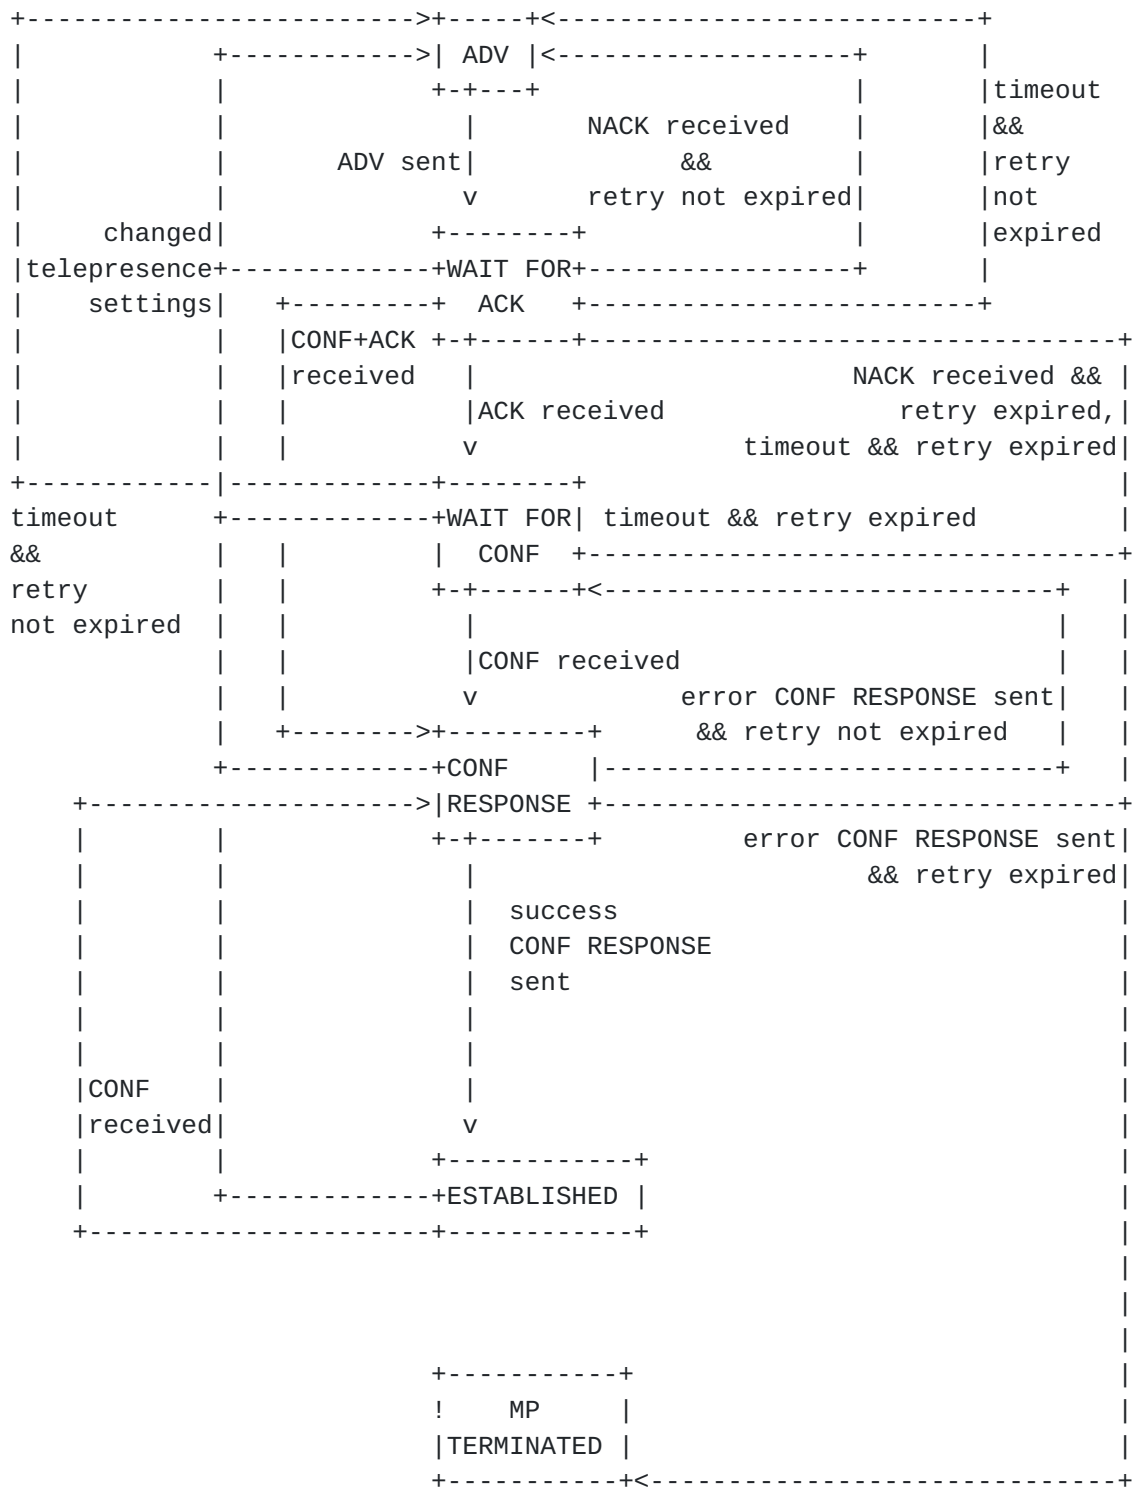 +------------------------->+-----+<---------------------------+
|            +------------>| ADV |<-------------------+       |
|            |             +-+---+                    |       |timeout
|            |               |       NACK received    |       |&&
|            |       ADV sent|             &&         |       |retry
|            |               v       retry not expired|       |not
|     changed|             +--------+                 |       |expired
|telepresence+-------------+WAIT FOR+-----------------+       |
|    settings|   +---------+  ACK   +-------------------------+
|            |   |CONF+ACK +-+------+----------------------------------+
|            |   |received   |                        NACK received && |
|            |   |           |ACK received               retry expired,|
|            |   |           v                 timeout && retry expired|
+------------|-------------+--------+                                  |
timeout      +-------------+WAIT FOR| timeout && retry expired         |
&&           |   |         |  CONF  +----------------------------------+
retry        |   |         +-+------+<-----------------------------+   |
not expired  |   |           |                                     |   |
             |   |           |CONF received                        |   |
             |   |           v             error CONF RESPONSE sent|   |
             |   +-------->+---------+      && retry not expired   |   |
             +-------------+CONF     |-----------------------------+   |
    +--------------------->|RESPONSE +---------------------------------+
    |        |             +-+-------+         error CONF RESPONSE sent|
    |        |               |                         && retry expired|
    |        |               |  success                                |
    |        |               |  CONF RESPONSE                          |
    |        |               |  sent                                   |
    |        |               |                                         |
    |        |               |                                         |
    |CONF    |               |                                         |
    |received|               v                                         |
    |        |             +------------+                              |
    |        +-------------+ESTABLISHED |                              |
    +----------------------+------------+                              |
                                                                       |
                                                                       |
                                                                       |
                           +-----------+                               |
                           !    MP     |                               |
                           |TERMINATED |                               |
                           +-----------+<------------------------------+